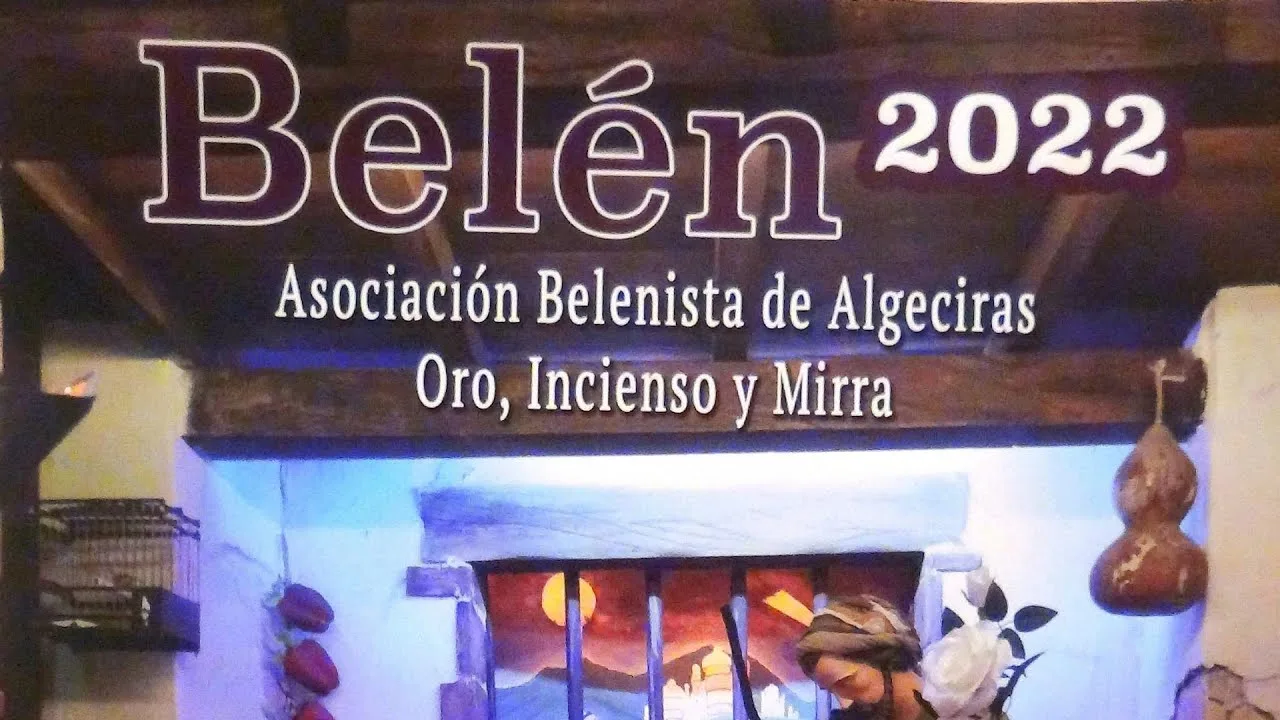 Belén 2022
Asociación Belenista de Algeciras
Oro, Incienso y Mirra